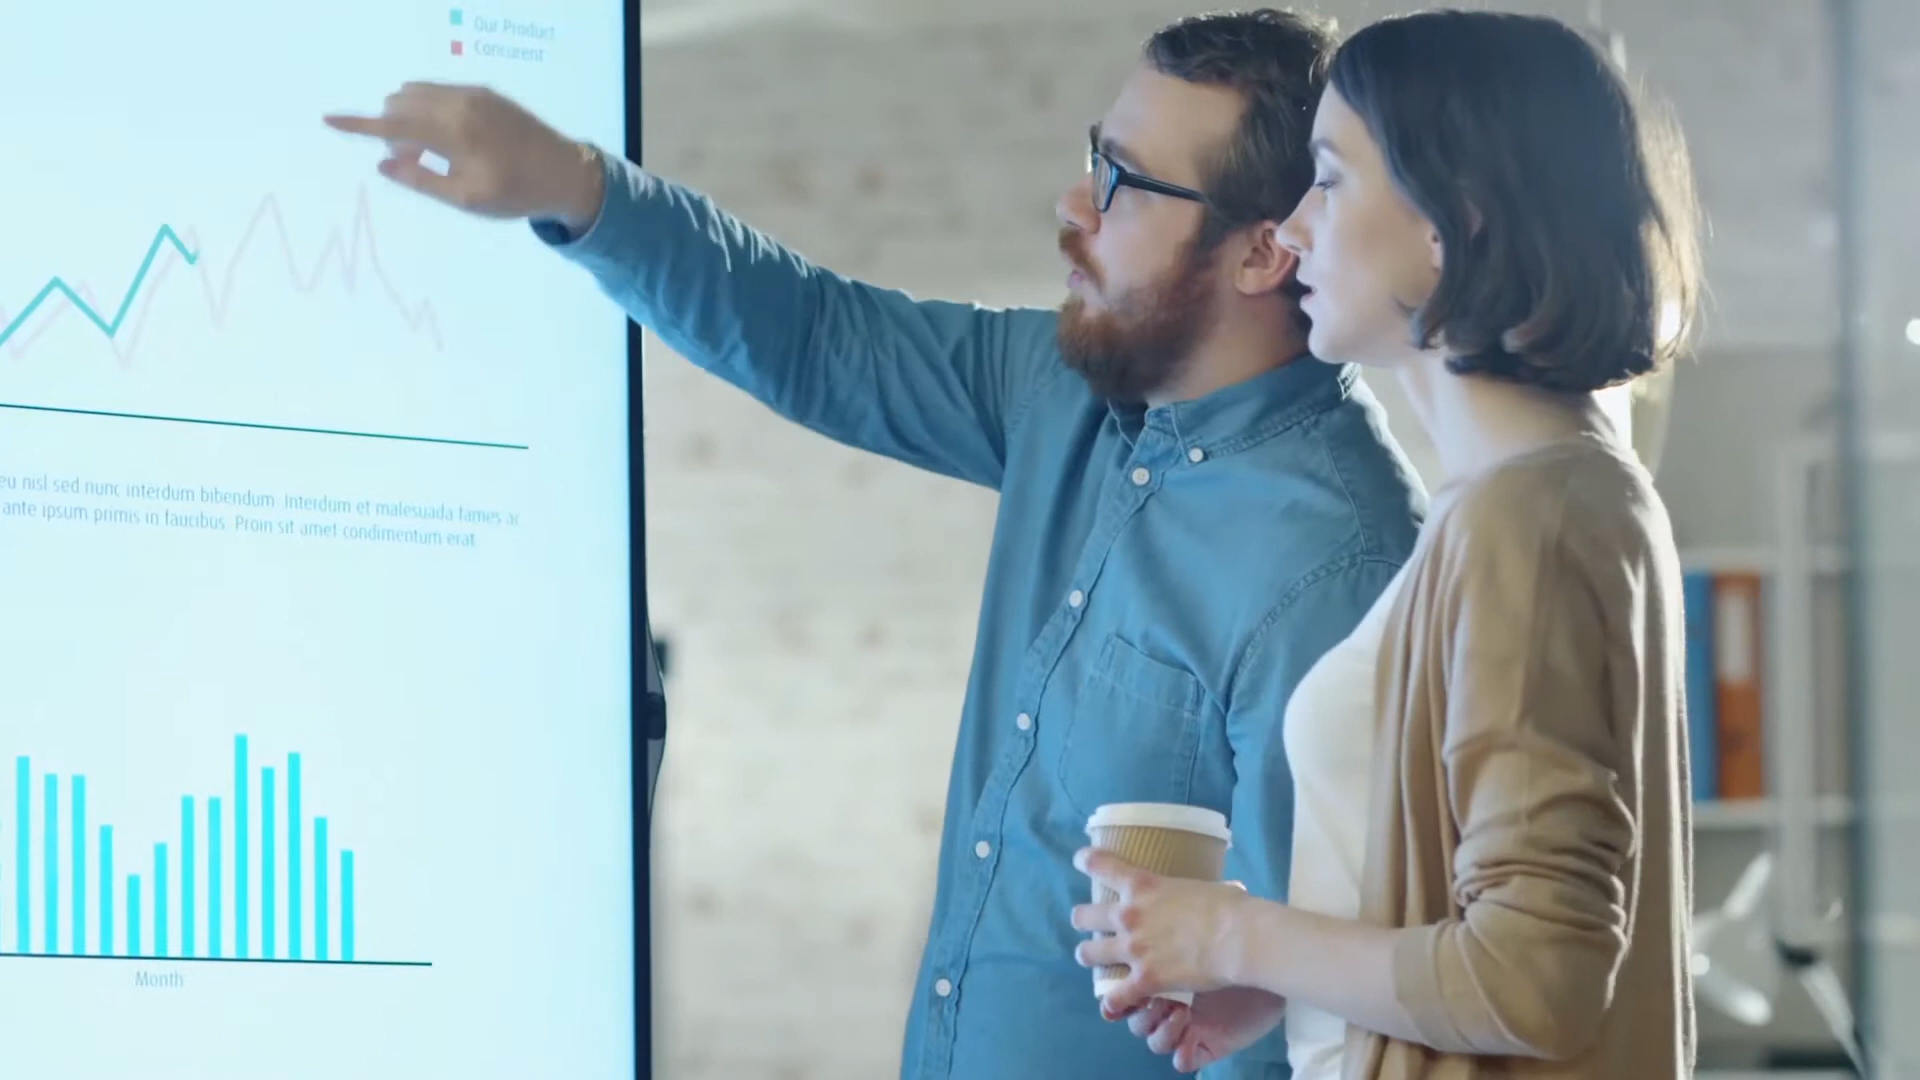 Our Product
Concurent
eu nisl sed nunc interdum bibendum. Interdum et malesuada fames ac
ante ipsum primis in faucibus. Proin sit amet condimentum erat.
Month